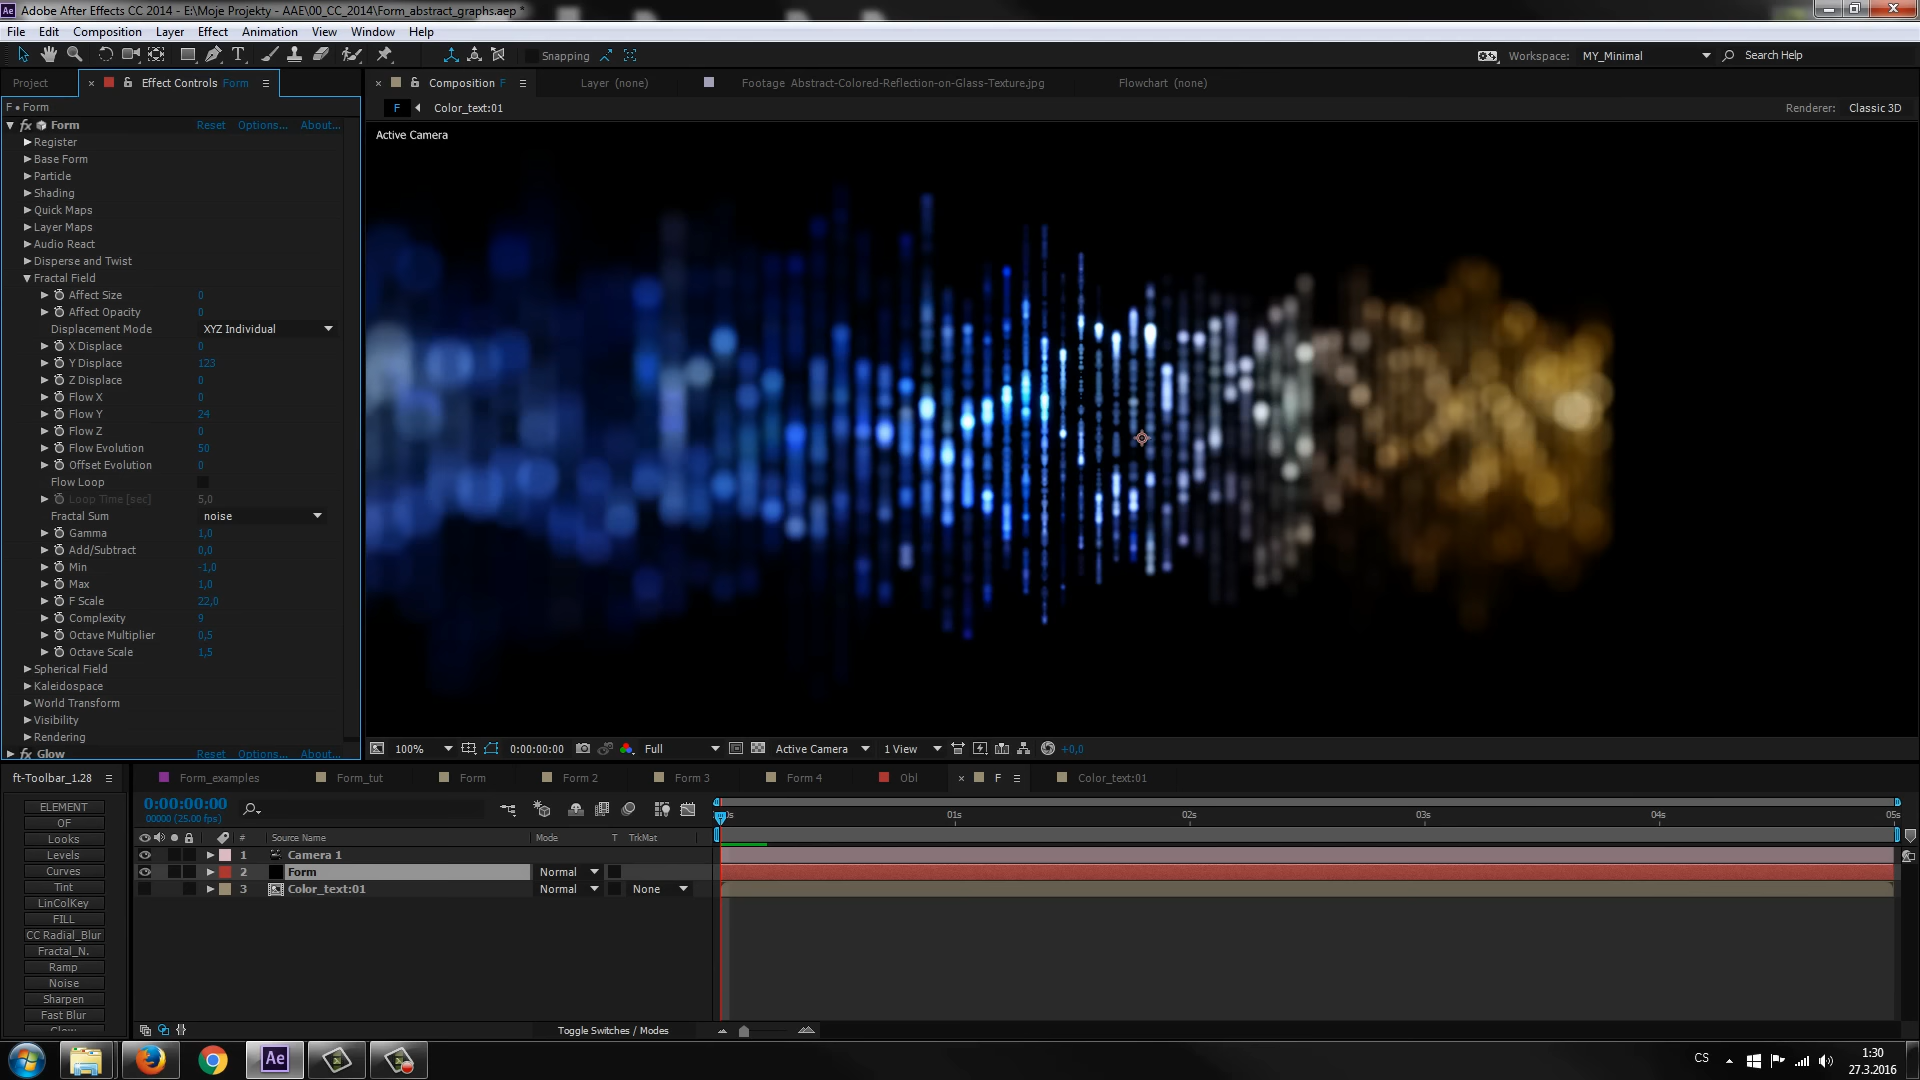 Adobe After Effects CC 2014 - E:\Moje Projekty - AAE\00_CC_2014\Form_abstract_graphs.aep *
File Edit Composition Layer Effect Animation View Window Help
Snapping
Workspace: MY_Minimal
Search Help
Project
Effect Controls Form
Composition F
Layer (none)
Footage Abstract-Colored-Reflection-on-Glass-Texture.jpg
Flowchart (none)
F • Form
F
Color_text:01
Renderer: Classic 3D
Form Reset Options... About...
Active Camera
Register
Base Form
Particle
Shading
Quick Maps
Layer Maps
Audio React
Disperse and Twist
Fractal Field
Affect Size 0
Affect Opacity 0
Displacement Mode XYZ Individual
X Displace 0
Y Displace 123
Z Displace 0
Flow X 0
Flow Y 24
Flow Z 0
Flow Evolution 50
Offset Evolution 0
Flow Loop
Loop Time [sec] 5,0
Fractal Sum noise
Gamma 1,0
Add/Subtract 0,0
Min -1,0
Max 1,0
F Scale 22,0
Complexity 9
Octave Multiplier 0,5
Octave Scale 1,5
Spherical Field
Kaleidospace
World Transform
Visibility
Rendering
Glow Reset Options... About...
100% 0:00:00:00 Full Active Camera 1 View +0,0
ft-Toolbar_1.28
Form_examples Form_tut Form Form 2 Form 3 Form 4 Obl F Color_text:01
ELEMENT
OF
Looks
Levels
Curves
Tint
LinColKey
FILL
CC Radial_Blur
Fractal_N.
Ramp
Noise
Sharpen
Fast Blur
Glow
0:00:00:00
00000 (25.00 fps)
01s 02s 03s 04s 05s
# Source Name Mode T TrkMat
1 Camera 1
2 Form Normal
3 Color_text:01 Normal None
Toggle Switches / Modes
Ae
CS
1:30
27.3.2016